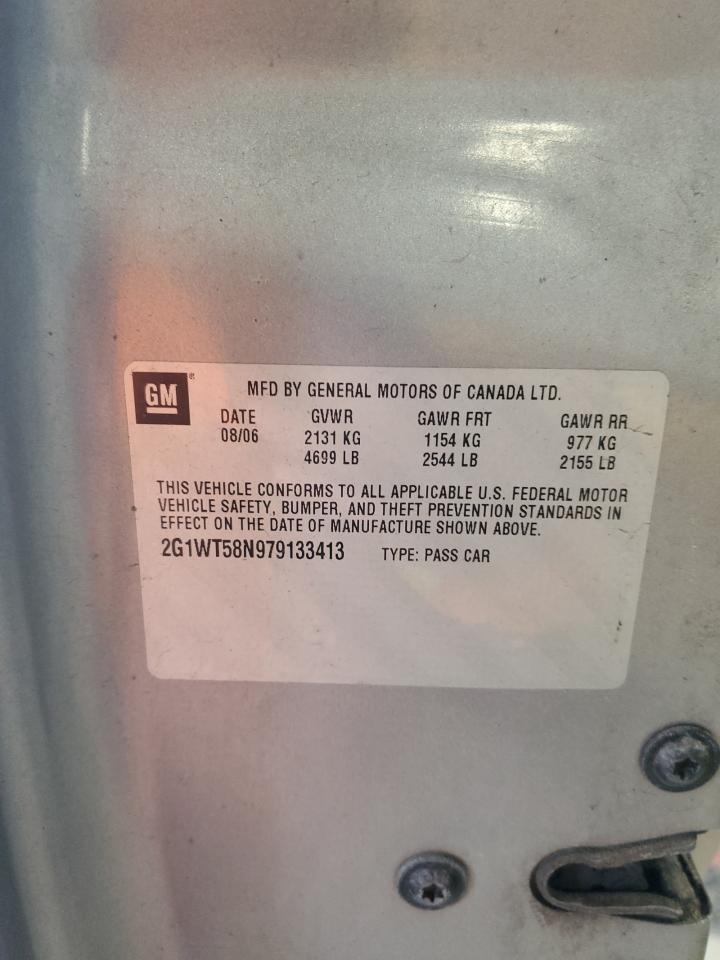 GM ®
MFD BY GENERAL MOTORS OF CANADA LTD.
DATE GVWR GAWR FRT GAWR RR
08/06 2131 KG 1154 KG 977 KG
4699 LB 2544 LB 2155 LB
THIS VEHICLE CONFORMS TO ALL APPLICABLE U.S. FEDERAL MOTOR
VEHICLE SAFETY, BUMPER, AND THEFT PREVENTION STANDARDS IN
EFFECT ON THE DATE OF MANUFACTURE SHOWN ABOVE.
2G1WT58N979133413 TYPE: PASS CAR